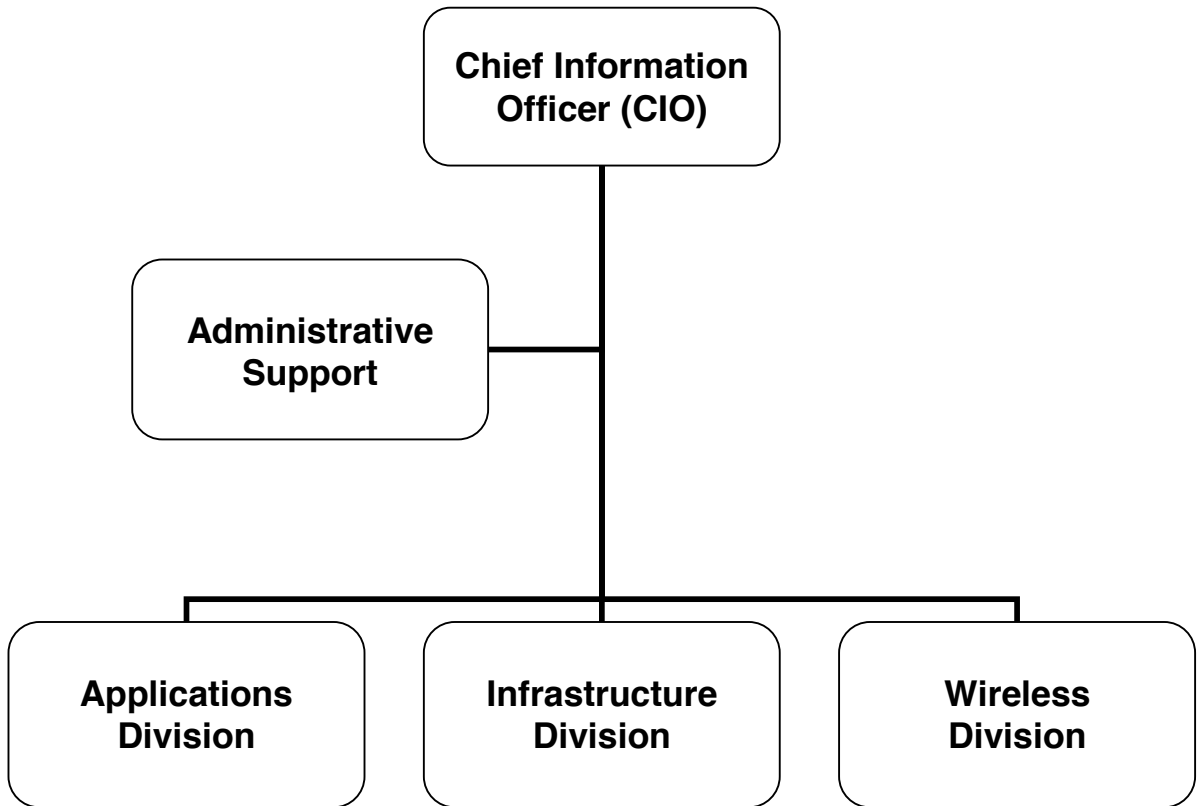 Chief Information
Officer (CIO)
Administrative
Support
Applications
Division
Infrastructure
Division
Wireless
Division